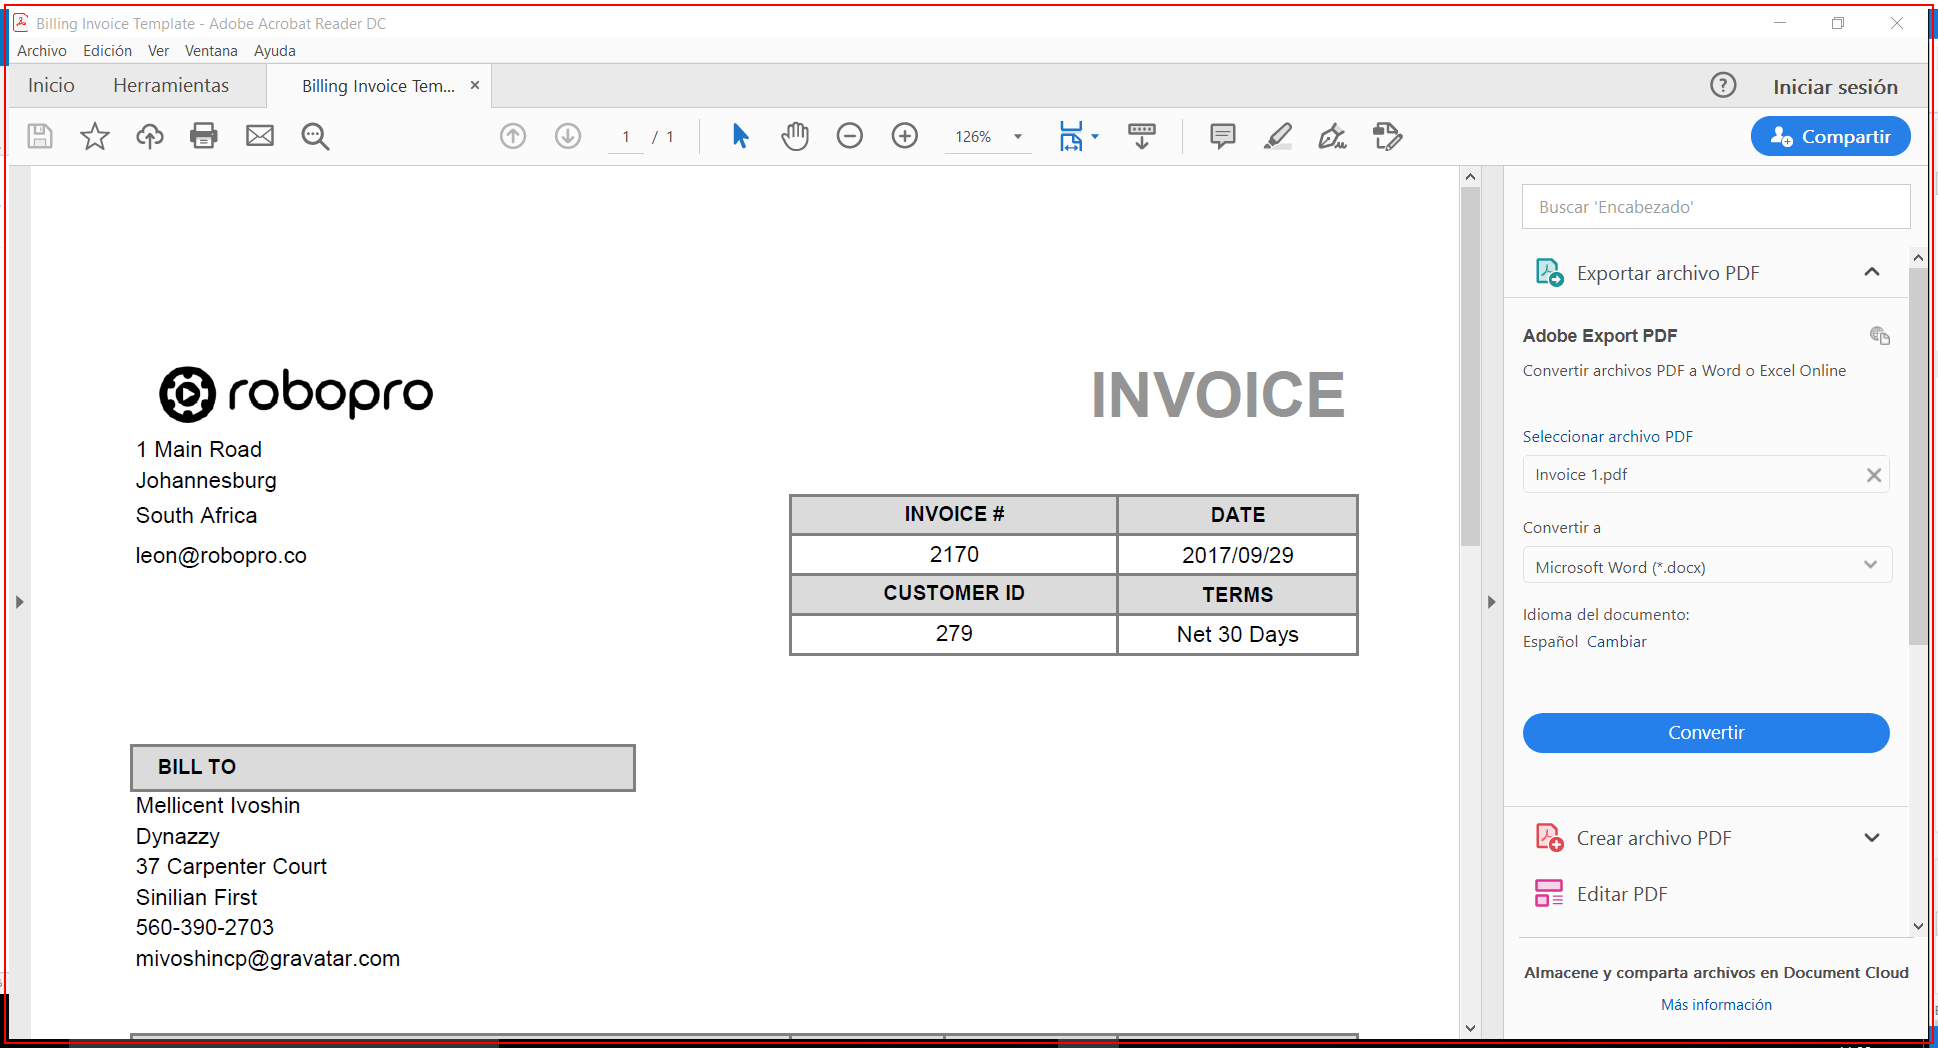 Billing Invoice Template - Adobe Acrobat Reader DC
Archivo Edición Ver Ventana Ayuda
Inicio Herramientas Billing Invoice Tem... Iniciar sesión
1 / 1 126% Compartir
Buscar 'Encabezado'
Exportar archivo PDF
Adobe Export PDF
Convertir archivos PDF a Word o Excel Online
Seleccionar archivo PDF
Invoice 1.pdf
Convertir a
Microsoft Word (*.docx)
Idioma del documento:
Español Cambiar
Convertir
Crear archivo PDF
Editar PDF
Almacene y comparta archivos en Document Cloud
Más información
robopro
INVOICE
1 Main Road
Johannesburg
South Africa
leon@robopro.co
INVOICE # DATE
2170 2017/09/29
CUSTOMER ID TERMS
279 Net 30 Days
BILL TO
Mellicent Ivoshin
Dynazzy
37 Carpenter Court
Sinilian First
560-390-2703
mivoshincp@gravatar.com